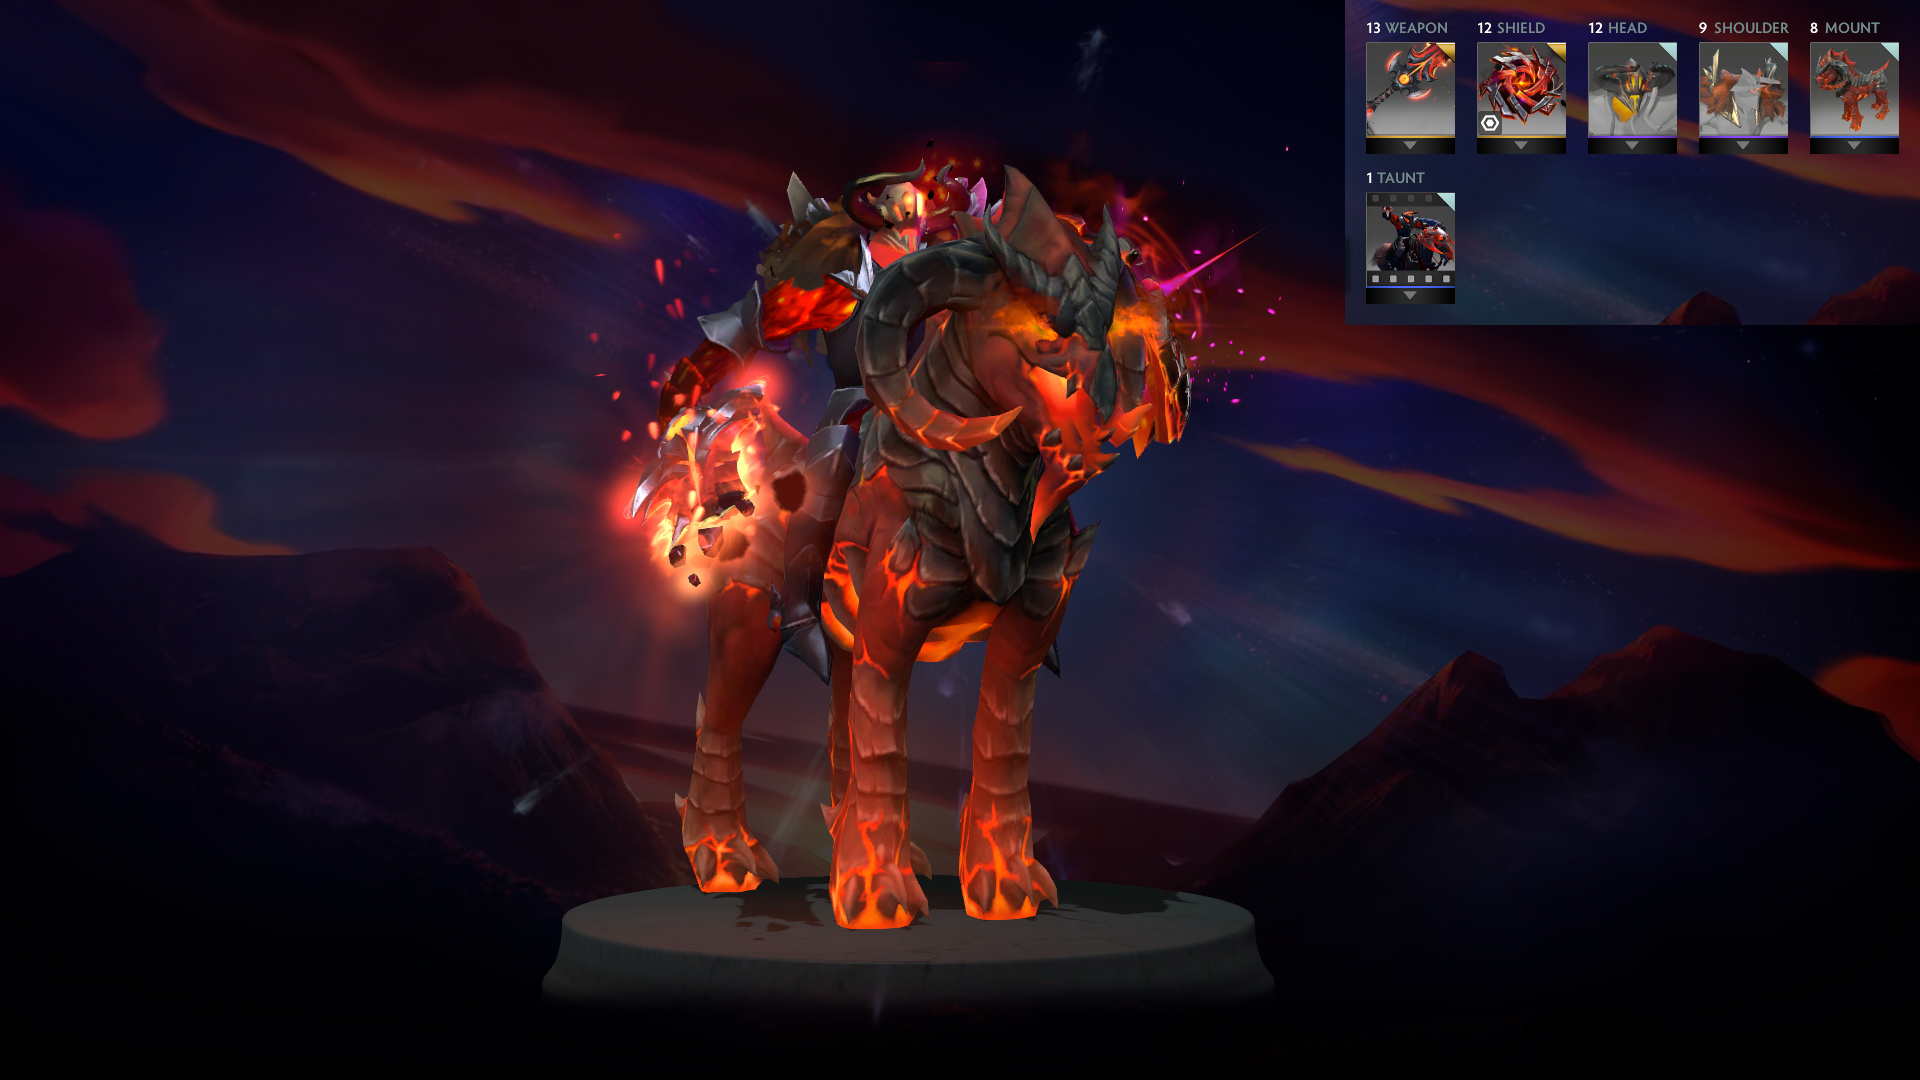 13 WEAPON
12 SHIELD
12 HEAD
9 SHOULDER
8 MOUNT
1 TAUNT